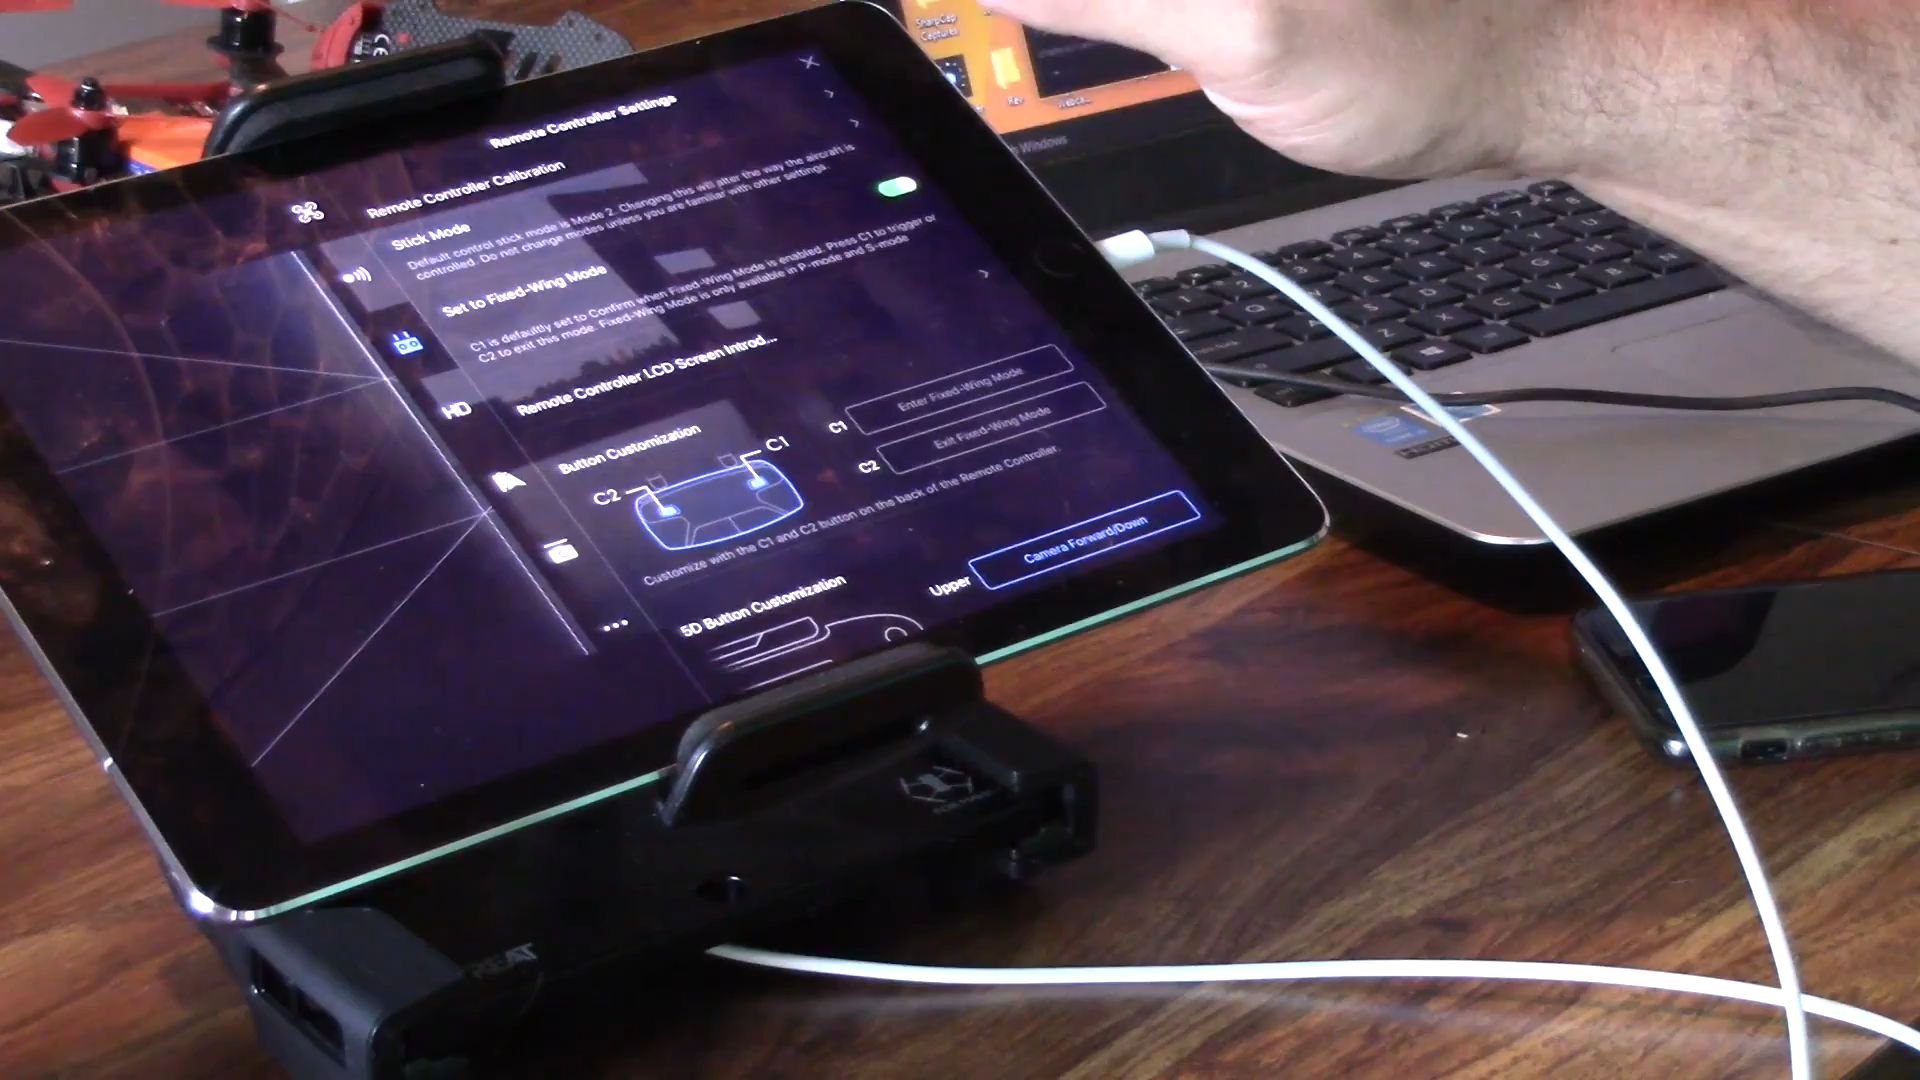 SharpCap
Captures
Rev
Windows
Remote Controller Settings
Remote Controller Calibration
Stick Mode
Default control stick mode is Mode 2. Changing this will alter the way the aircraft is
controlled. Do not change modes unless you are familiar with other settings.
Set to Fixed-Wing Mode
C1 is defaultly set to Confirm when Fixed-Wing Mode is enabled. Press C1 to trigger or
C2 to exit this mode. Fixed-Wing Mode is only available in P-mode and S-mode
HD
Remote Controller LCD Screen Introd...
Button Customization
C1
C2
C1 Enter Fixed-Wing Mode
C2 Exit Fixed-Wing Mode
Customize with the C1 and C2 button on the back of the Remote Controller.
5D Button Customization
Upper Camera Forward/Down